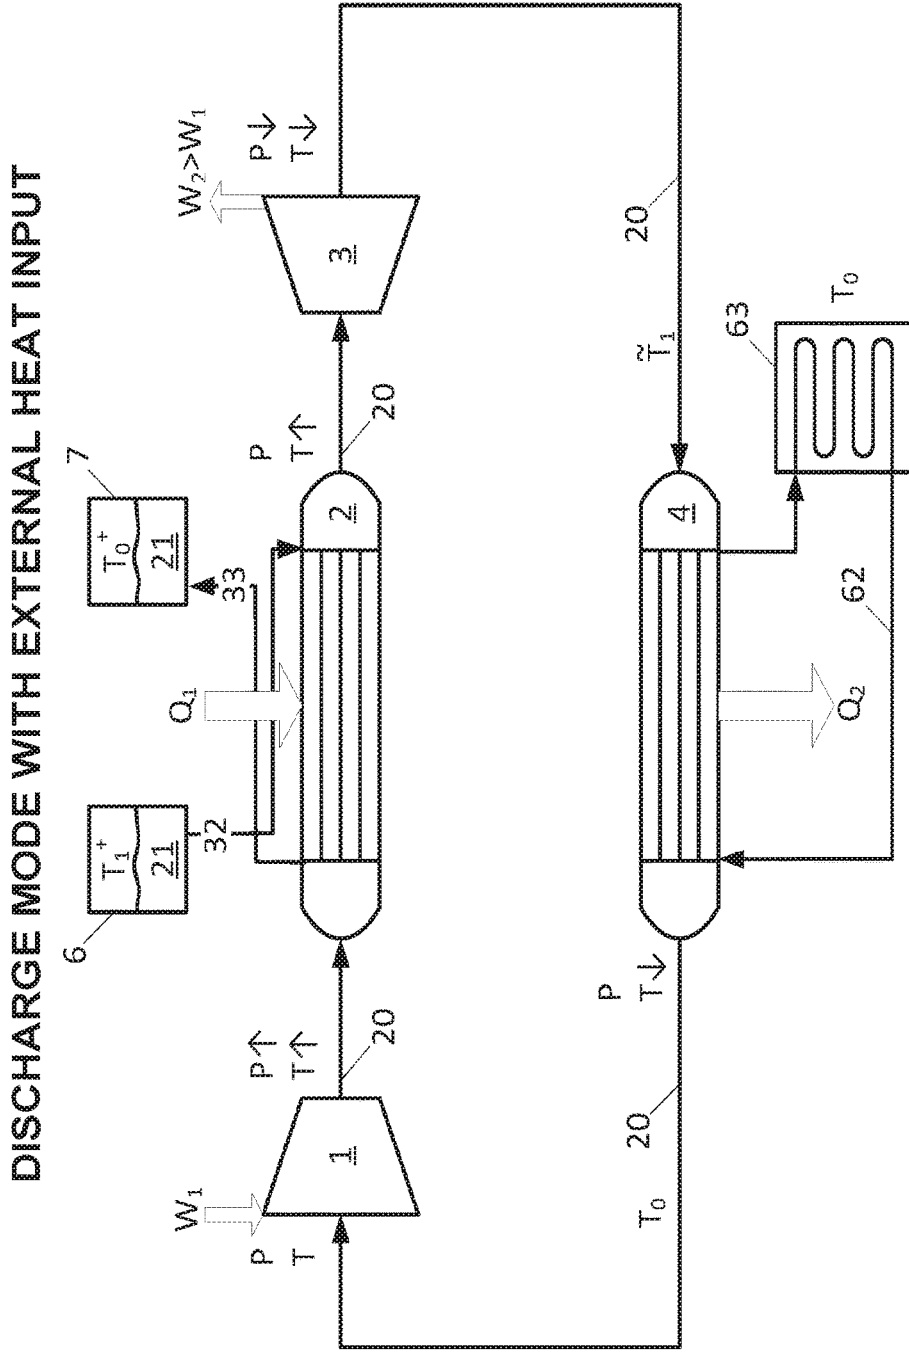 DISCHARGE MODE WITH EXTERNAL HEAT INPUT
6
T₁⁺
21
32
Q₁
33
7
T₀⁺
21
W₁
P
T
1
P↑
T↑
20
2
P
T↑
20
3
W₂>W₁
P↓
T↓
T₀
20
P
T↓
4
T̃₁
20
Q₂
62
63
T₀